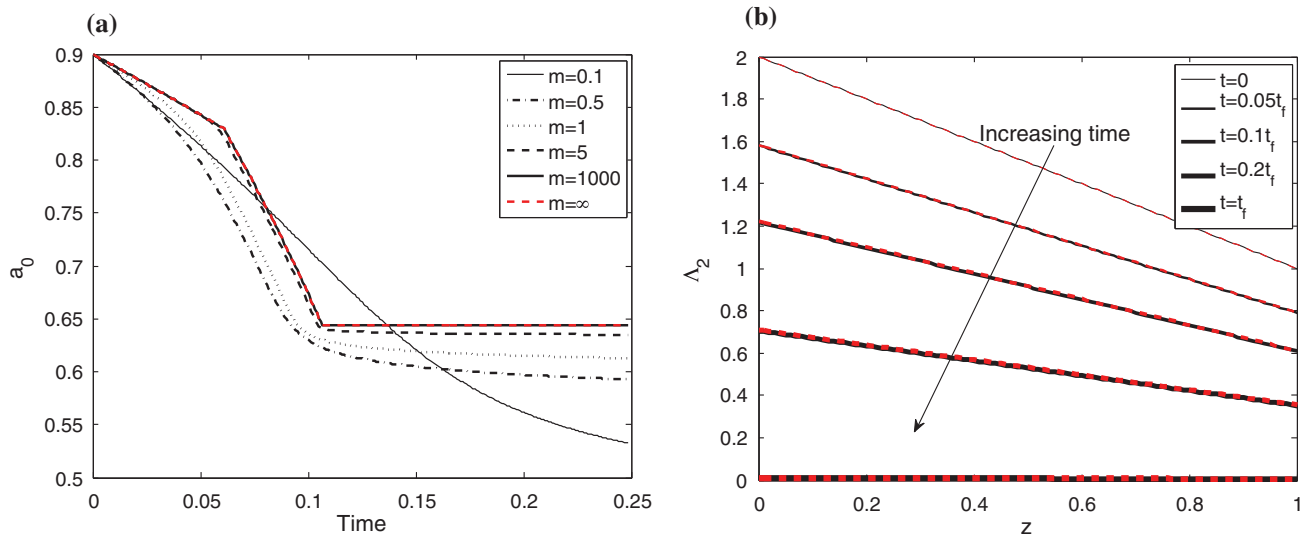 (a)
0.9
0.85
0.8
0.75
0.7
0.65
0.6
0.55
0.5
a0
0
0.05
0.1
0.15
0.2
0.25
Time
m=0.1
m=0.5
m=1
m=5
m=1000
m=∞
(b)
2
1.8
1.6
1.4
1.2
1
0.8
0.6
0.4
0.2
0
Λ2
0
0.2
0.4
0.6
0.8
1
z
Increasing time
t=0
t=0.05tf
t=0.1tf
t=0.2tf
t=tf